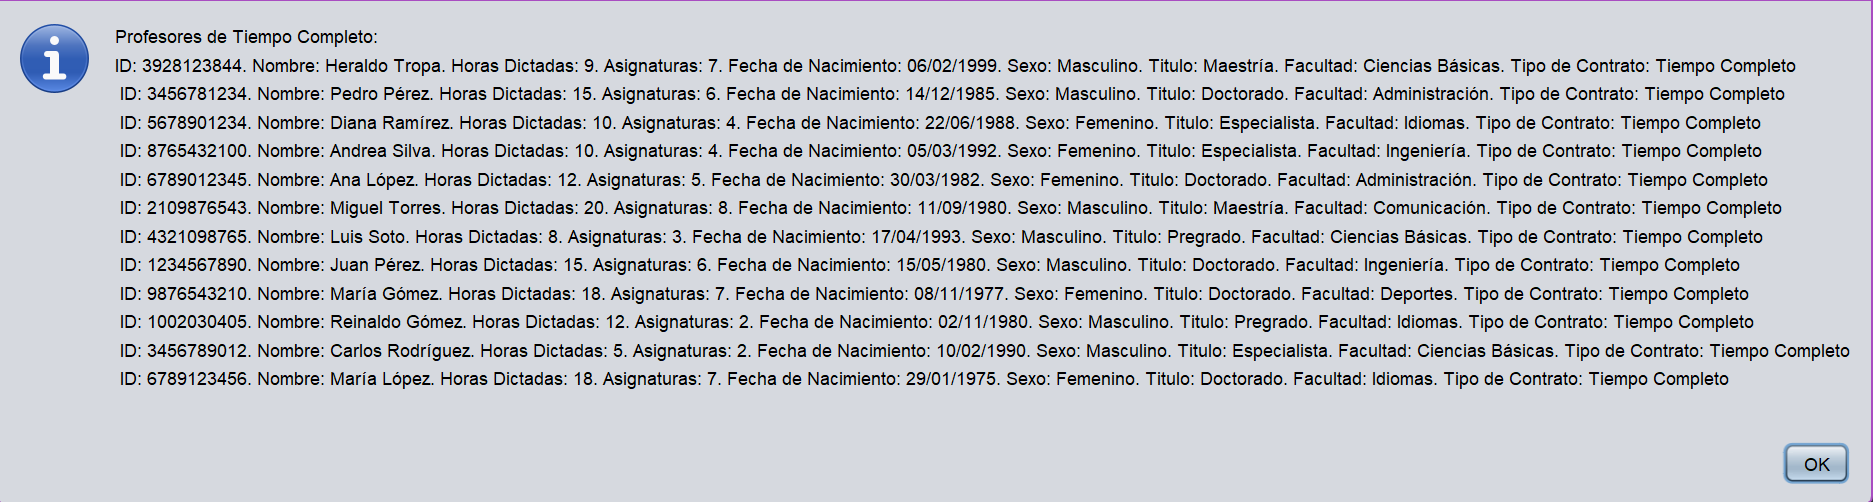 Profesores de Tiempo Completo:
ID: 3928123844. Nombre: Heraldo Tropa. Horas Dictadas: 9. Asignaturas: 7. Fecha de Nacimiento: 06/02/1999. Sexo: Masculino. Titulo: Maestría. Facultad: Ciencias Básicas. Tipo de Contrato: Tiempo Completo
ID: 3456781234. Nombre: Pedro Pérez. Horas Dictadas: 15. Asignaturas: 6. Fecha de Nacimiento: 14/12/1985. Sexo: Masculino. Titulo: Doctorado. Facultad: Administración. Tipo de Contrato: Tiempo Completo
ID: 5678901234. Nombre: Diana Ramírez. Horas Dictadas: 10. Asignaturas: 4. Fecha de Nacimiento: 22/06/1988. Sexo: Femenino. Titulo: Especialista. Facultad: Idiomas. Tipo de Contrato: Tiempo Completo
ID: 8765432100. Nombre: Andrea Silva. Horas Dictadas: 10. Asignaturas: 4. Fecha de Nacimiento: 05/03/1992. Sexo: Femenino. Titulo: Especialista. Facultad: Ingeniería. Tipo de Contrato: Tiempo Completo
ID: 6789012345. Nombre: Ana López. Horas Dictadas: 12. Asignaturas: 5. Fecha de Nacimiento: 30/03/1982. Sexo: Femenino. Titulo: Doctorado. Facultad: Administración. Tipo de Contrato: Tiempo Completo
ID: 2109876543. Nombre: Miguel Torres. Horas Dictadas: 20. Asignaturas: 8. Fecha de Nacimiento: 11/09/1980. Sexo: Masculino. Titulo: Maestría. Facultad: Comunicación. Tipo de Contrato: Tiempo Completo
ID: 4321098765. Nombre: Luis Soto. Horas Dictadas: 8. Asignaturas: 3. Fecha de Nacimiento: 17/04/1993. Sexo: Masculino. Titulo: Pregrado. Facultad: Ciencias Básicas. Tipo de Contrato: Tiempo Completo
ID: 1234567890. Nombre: Juan Pérez. Horas Dictadas: 15. Asignaturas: 6. Fecha de Nacimiento: 15/05/1980. Sexo: Masculino. Titulo: Doctorado. Facultad: Ingeniería. Tipo de Contrato: Tiempo Completo
ID: 9876543210. Nombre: María Gómez. Horas Dictadas: 18. Asignaturas: 7. Fecha de Nacimiento: 08/11/1977. Sexo: Femenino. Titulo: Doctorado. Facultad: Deportes. Tipo de Contrato: Tiempo Completo
ID: 1002030405. Nombre: Reinaldo Gómez. Horas Dictadas: 12. Asignaturas: 2. Fecha de Nacimiento: 02/11/1980. Sexo: Masculino. Titulo: Pregrado. Facultad: Idiomas. Tipo de Contrato: Tiempo Completo
ID: 3456789012. Nombre: Carlos Rodríguez. Horas Dictadas: 5. Asignaturas: 2. Fecha de Nacimiento: 10/02/1990. Sexo: Masculino. Titulo: Especialista. Facultad: Ciencias Básicas. Tipo de Contrato: Tiempo Completo
ID: 6789123456. Nombre: María López. Horas Dictadas: 18. Asignaturas: 7. Fecha de Nacimiento: 29/01/1975. Sexo: Femenino. Titulo: Doctorado. Facultad: Idiomas. Tipo de Contrato: Tiempo Completo
OK